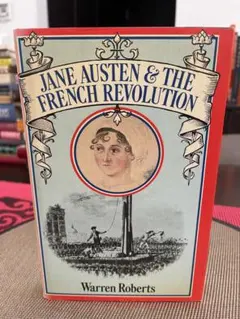 JANE AUSTEN & THE
FRENCH REVOLUTION
Warren Roberts